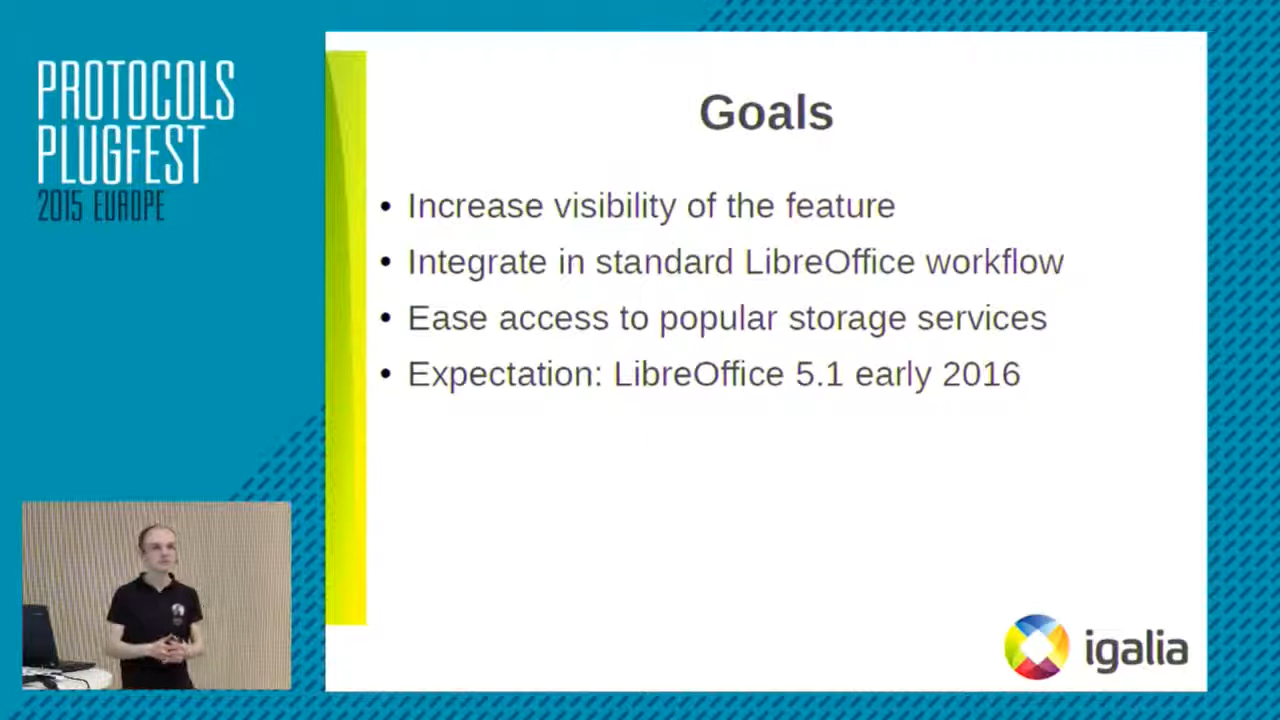 PROTOCOLS
PLUGFEST
2015 EUROPE
Goals
• Increase visibility of the feature
• Integrate in standard LibreOffice workflow
• Ease access to popular storage services
• Expectation: LibreOffice 5.1 early 2016
igalia